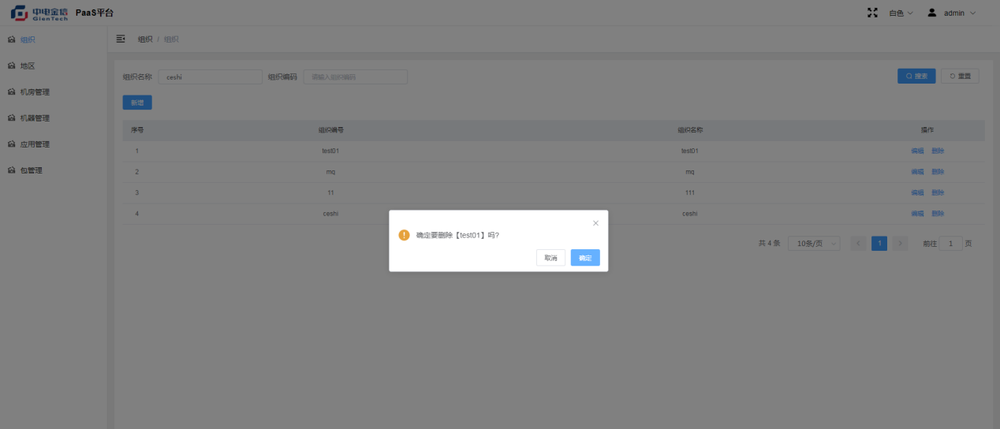 中电金信 GienTech PaaS平台 白色 admin
组织
地区
机房管理
机器管理
应用管理
包管理
组织 / 组织
组织名称 ceshi 组织编码 请输入组织编码 搜索 重置
新增
序号 组织编号 组织名称 操作
1 test01 test01 编辑 删除
2 mq mq 编辑 删除
3 11 111 编辑 删除
4 ceshi ceshi 编辑 删除
共 4 条 10条/页 1 前往 1 页
确定要删除【test01】吗?
取消 确定